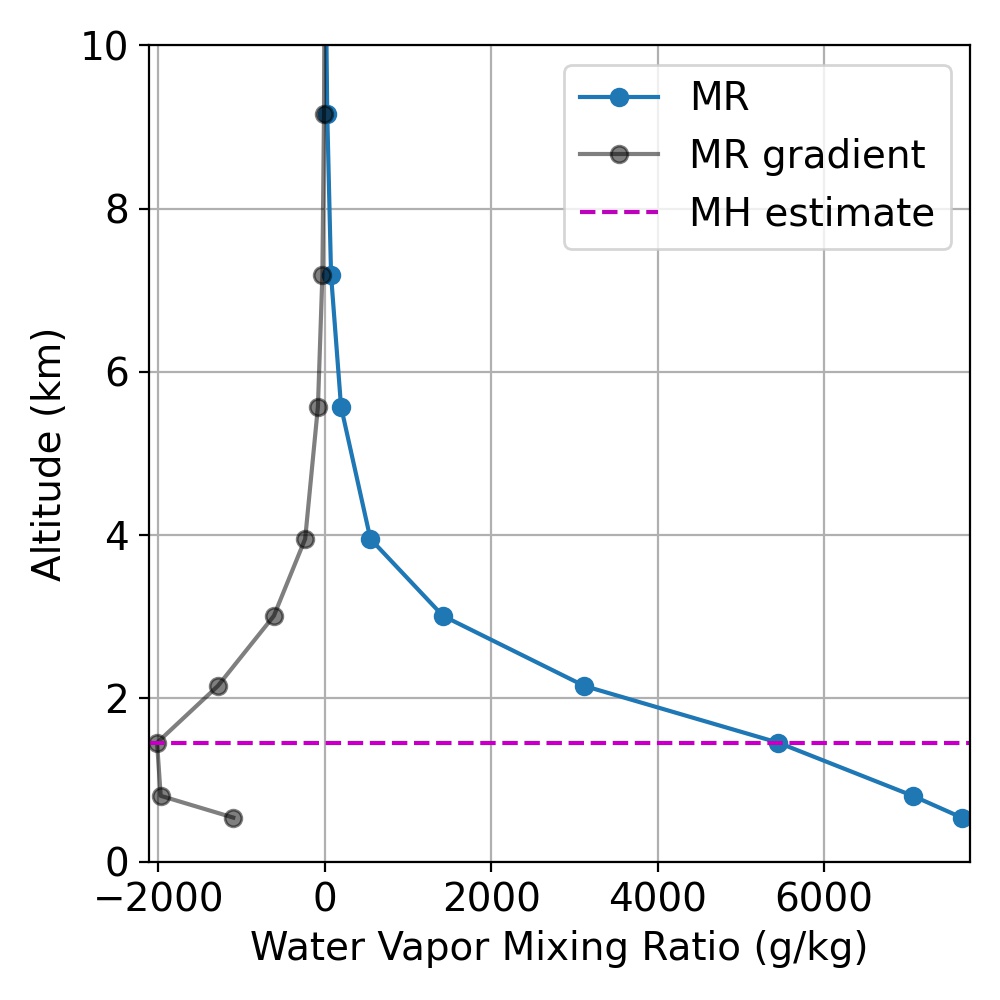 10
8
6
4
2
0
Altitude (km)
MR
MR gradient
MH estimate
−2000 0 2000 4000 6000
Water Vapor Mixing Ratio (g/kg)